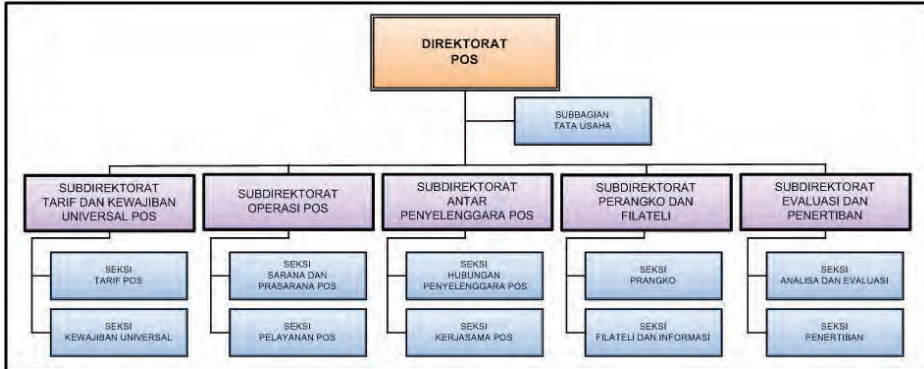 DIREKTORAT
POS
SUBBAGIAN
TATA USAHA
SUBDIREKTORAT
TARIF DAN KEWAJIBAN
UNIVERSAL POS
SUBDIREKTORAT
OPERASI POS
SUBDIREKTORAT
ANTAR
PENYELENGGARA POS
SUBDIREKTORAT
PERANGKO DAN
FILATELI
SUBDIREKTORAT
EVALUASI DAN
PENERTIBAN
SEKSI
TARIF POS
SEKSI
SARANA DAN
PRASARANA POS
SEKSI
HUBUNGAN
PENYELENGGARA POS
SEKSI
PRANGKO
SEKSI
ANALISA DAN EVALUASI
SEKSI
KEWAJIBAN UNIVERSAL
SEKSI
PELAYANAN POS
SEKSI
KERJASAMA POS
SEKSI
FILATELI DAN INFORMASI
SEKSI
PENERTIBAN